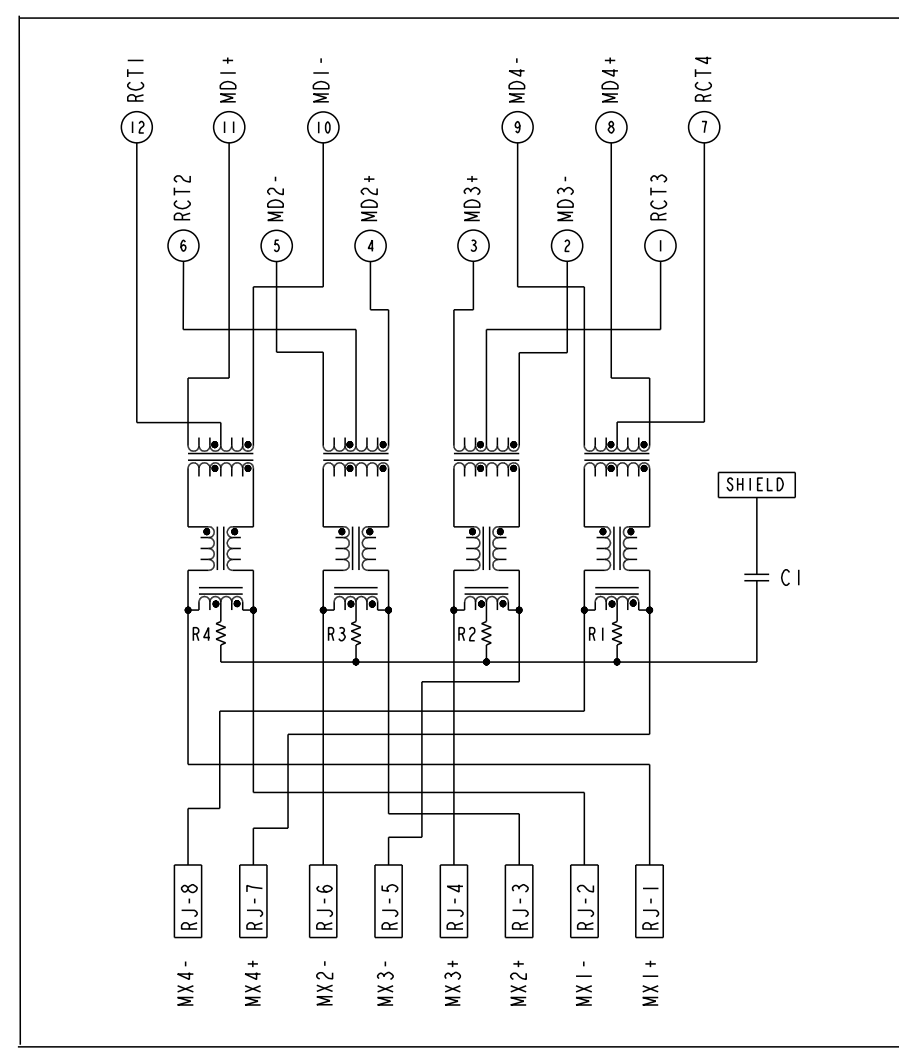 RCT1
MD1+
MD1-
MD4-
MD4+
RCT4
12
11
10
9
8
7
RCT2
MD2-
MD2+
MD3+
MD3-
RCT3
6
5
4
3
2
1
SHIELD
C1
R4
R3
R2
R1
RJ-8
RJ-7
RJ-6
RJ-5
RJ-4
RJ-3
RJ-2
RJ-1
MX4-
MX4+
MX2-
MX3-
MX3+
MX2+
MX1-
MX1+